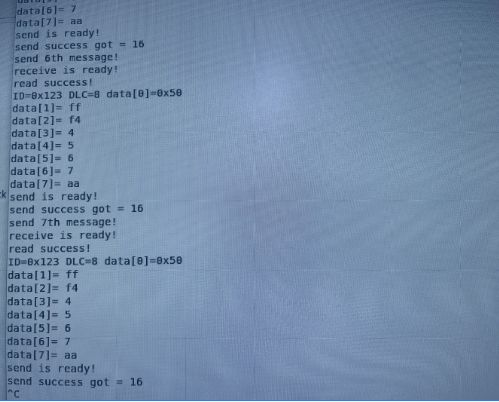 data[6]= 7
data[7]= aa
send is ready!
send success got = 16
send 6th message!
receive is ready!
read success!
ID=0x123 DLC=8 data[0]=0x50
data[1]= ff
data[2]= f4
data[3]= 4
data[4]= 5
data[5]= 6
data[6]= 7
data[7]= aa
send is ready!
send success got = 16
send 7th message!
receive is ready!
read success!
ID=0x123 DLC=8 data[0]=0x50
data[1]= ff
data[2]= f4
data[3]= 4
data[4]= 5
data[5]= 6
data[6]= 7
data[7]= aa
send is ready!
send success got = 16
^C